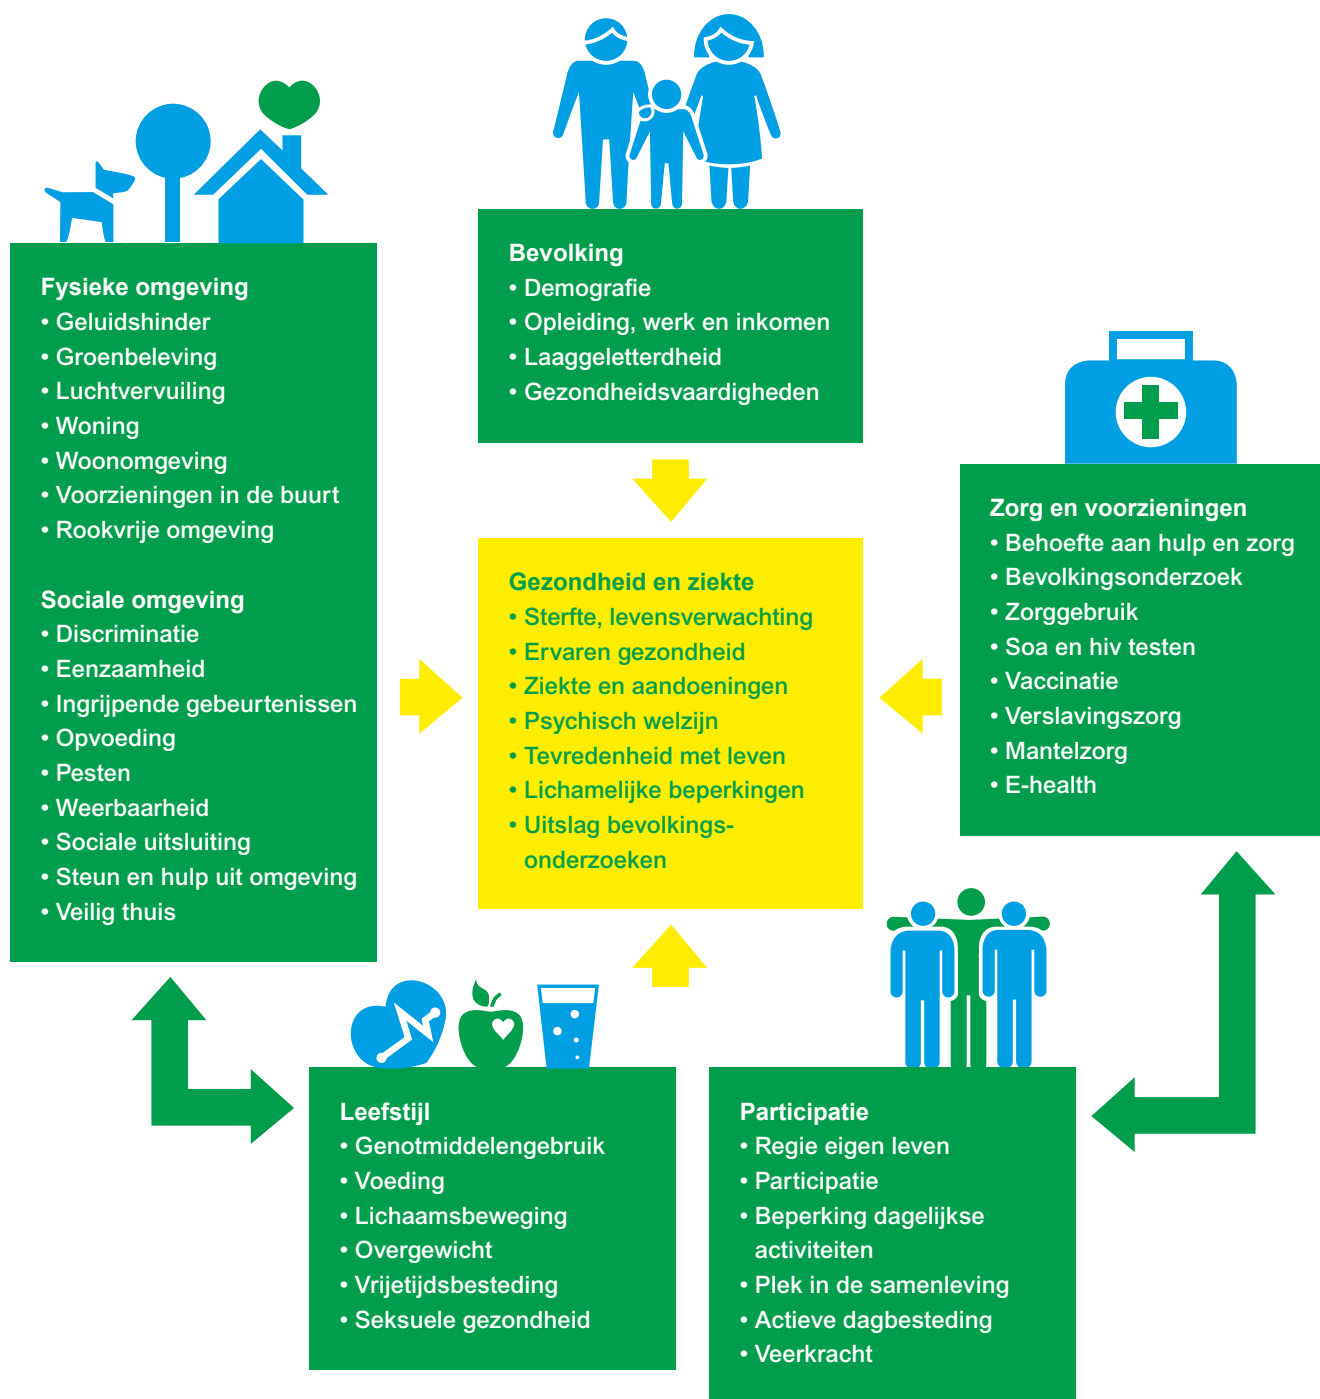 Fysieke omgeving
• Geluidshinder
• Groenbeleving
• Luchtvervuiling
• Woning
• Woonomgeving
• Voorzieningen in de buurt
• Rookvrije omgeving
Sociale omgeving
• Discriminatie
• Eenzaamheid
• Ingrijpende gebeurtenissen
• Opvoeding
• Pesten
• Weerbaarheid
• Sociale uitsluiting
• Steun en hulp uit omgeving
• Veilig thuis
Bevolking
• Demografie
• Opleiding, werk en inkomen
• Laaggeletterdheid
• Gezondheidsvaardigheden
Gezondheid en ziekte
• Sterfte, levensverwachting
• Ervaren gezondheid
• Ziekte en aandoeningen
• Psychisch welzijn
• Tevredenheid met leven
• Lichamelijke beperkingen
• Uitslag bevolkings-
onderzoeken
Zorg en voorzieningen
• Behoefte aan hulp en zorg
• Bevolkingsonderzoek
• Zorggebruik
• Soa en hiv testen
• Vaccinatie
• Verslavingszorg
• Mantelzorg
• E-health
Leefstijl
• Genotmiddelengebruik
• Voeding
• Lichaamsbeweging
• Overgewicht
• Vrijetijdsbesteding
• Seksuele gezondheid
Participatie
• Regie eigen leven
• Participatie
• Beperking dagelijkse
activiteiten
• Plek in de samenleving
• Actieve dagbesteding
• Veerkracht